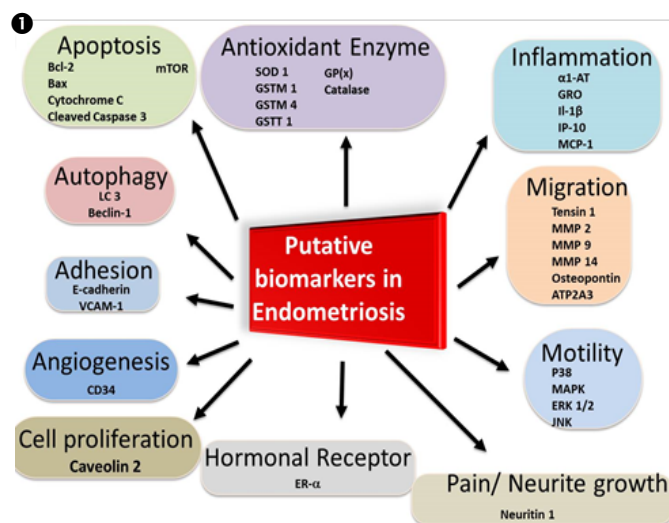 1
Apoptosis
Bcl-2 mTOR
Bax
Cytochrome C
Cleaved Caspase 3
Antioxidant Enzyme
SOD 1 GP(x)
GSTM 1 Catalase
GSTM 4
GSTT 1
Inflammation
α1-AT
GRO
Il-1β
IP-10
MCP-1
Autophagy
LC 3
Beclin-1
Migration
Tensin 1
MMP 2
MMP 9
MMP 14
Osteopontin
ATP2A3
Putative
biomarkers in
Endometriosis
Adhesion
E-cadherin
VCAM-1
Angiogenesis
CD34
Motility
P38
MAPK
ERK 1/2
JNK
Cell proliferation
Caveolin 2
Hormonal Receptor
ER-α
Pain/ Neurite growth
Neuritin 1